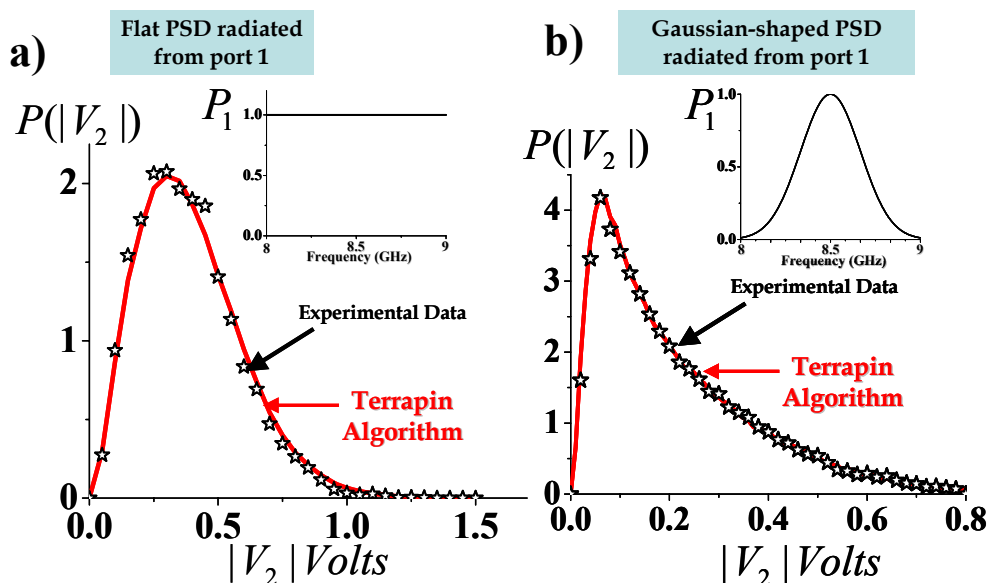 a)
Flat PSD radiated
from port 1
P(|V2|)
P1
1.0
0.5
0.0
8
8.5
9
Frequency (GHz)
2
1
0
Experimental Data
Terrapin
Algorithm
0.0
0.5
1.0
1.5
|V2|Volts
b)
Gaussian-shaped PSD
radiated from port 1
P(|V2|)
P1
1.0
0.5
0.0
8
8.5
9
Frequency (GHz)
4
3
2
1
0
Experimental Data
Terrapin
Algorithm
0.0
0.2
0.4
0.6
0.8
|V2|Volts